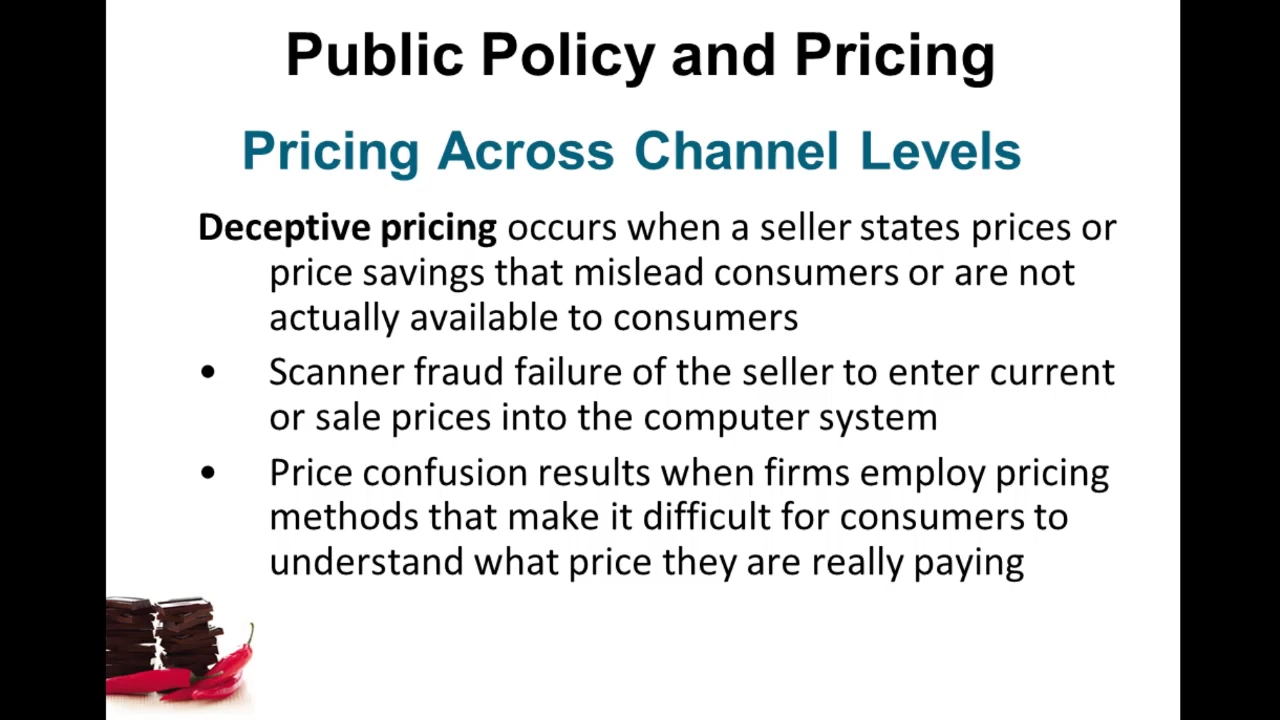 Public Policy and Pricing
Pricing Across Channel Levels
Deceptive pricing occurs when a seller states prices or
price savings that mislead consumers or are not
actually available to consumers
• Scanner fraud failure of the seller to enter current
or sale prices into the computer system
• Price confusion results when firms employ pricing
methods that make it difficult for consumers to
understand what price they are really paying